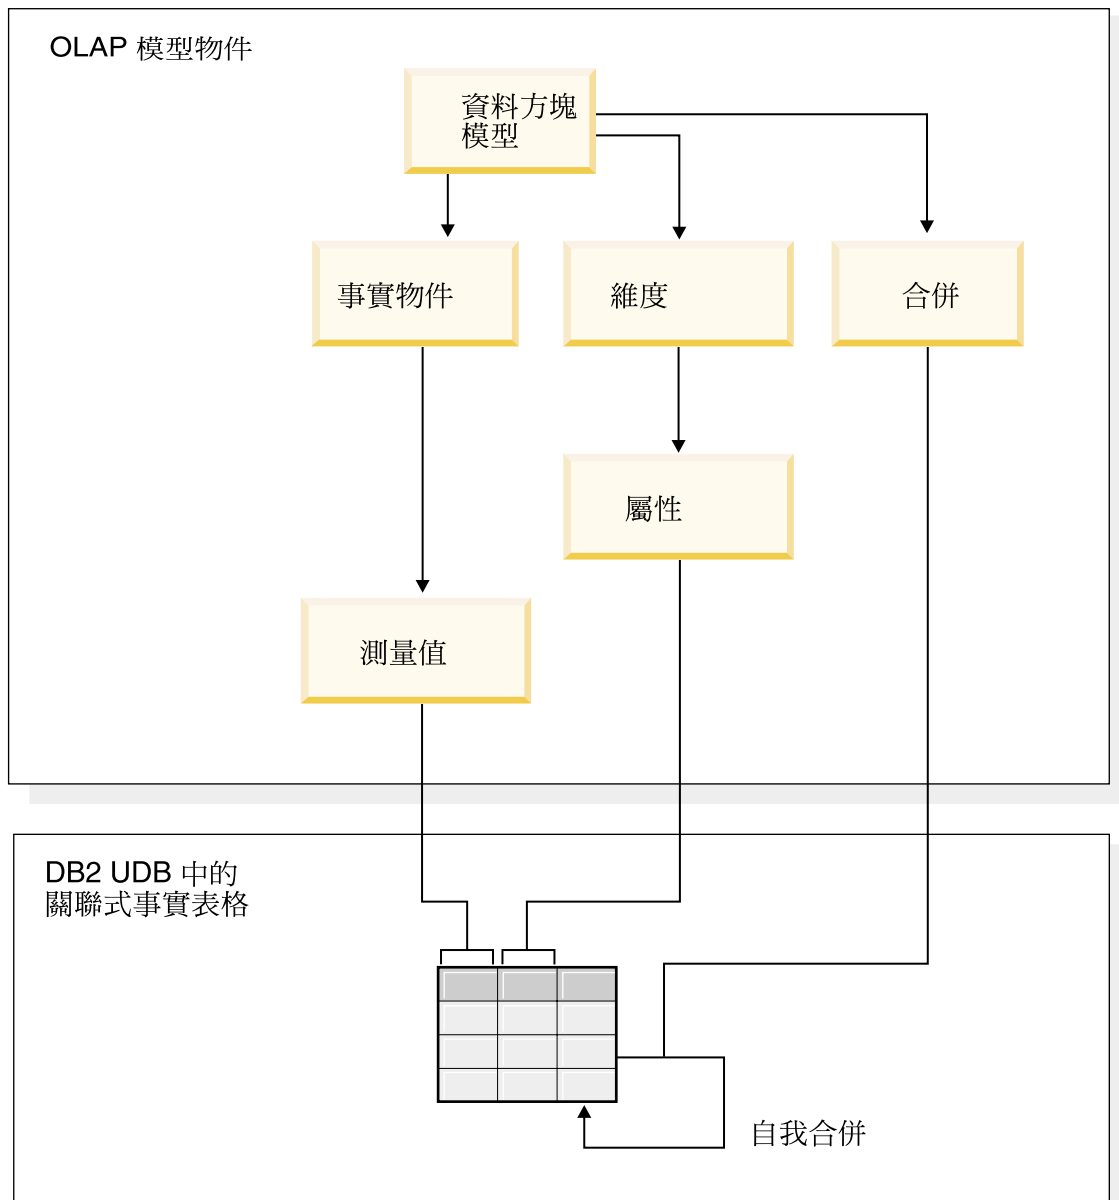 OLAP 模型物件
資料方塊
模型
事實物件
維度
合併
屬性
測量值
DB2 UDB 中的
關聯式事實表格
自我合併